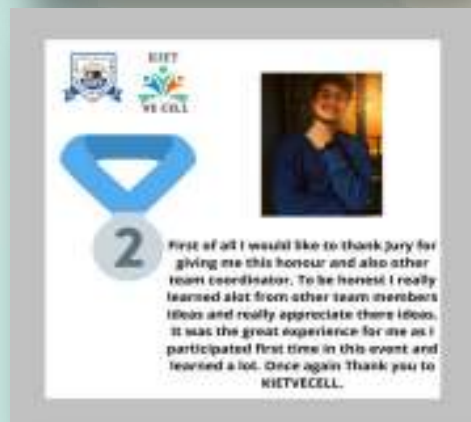 KIET
VE CELL
2
First of all I would like to thank Jury for
giving me this honour and also other
team coordinator. To be honest I really
learned alot from other team members
ideas and really appreciate there ideas.
It was the great experience for me as I
participated first time in this event and
learned a lot. Once again Thank you to
KIETVECELL.